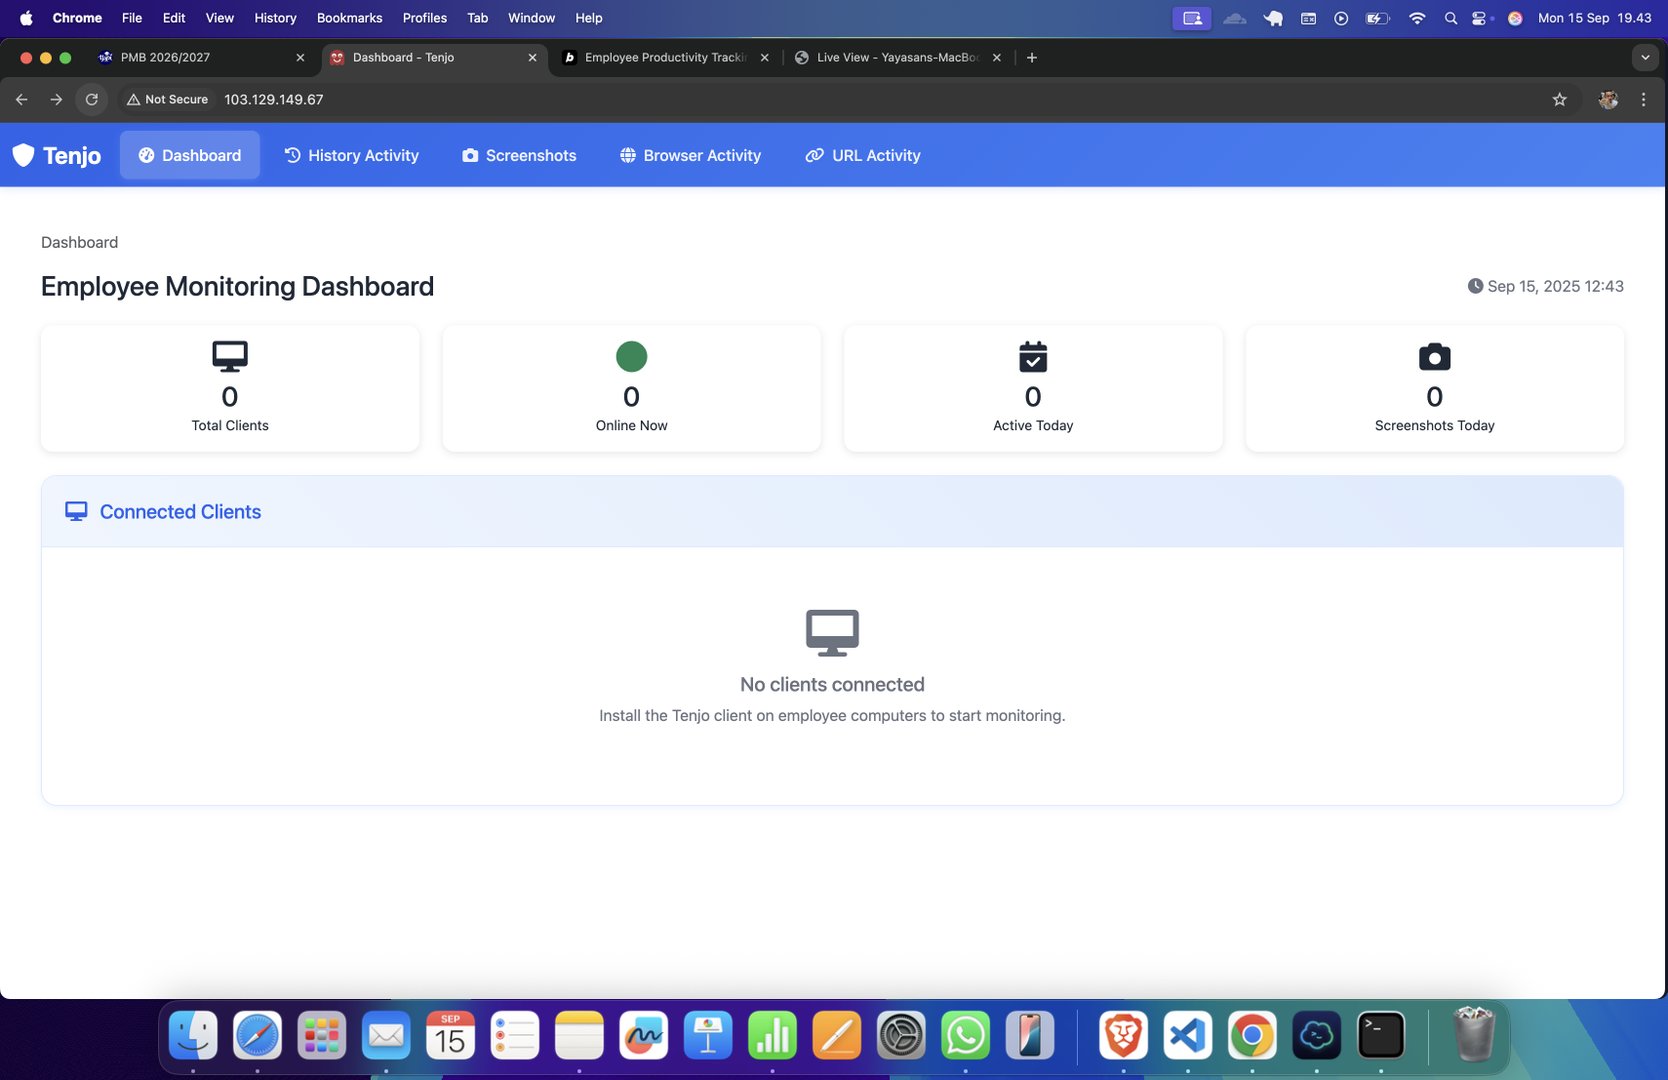 Chrome File Edit View History Bookmarks Profiles Tab Window Help Mon 15 Sep 19.43
PMB 2026/2027 Dashboard - Tenjo Employee Productivity Trackin Live View - Yayasans-MacBoo
Not Secure 103.129.149.67
Tenjo Dashboard History Activity Screenshots Browser Activity URL Activity
Dashboard
Employee Monitoring Dashboard
Sep 15, 2025 12:43
0 0 0 0
Total Clients Online Now Active Today Screenshots Today
Connected Clients
No clients connected
Install the Tenjo client on employee computers to start monitoring.
SEP
15